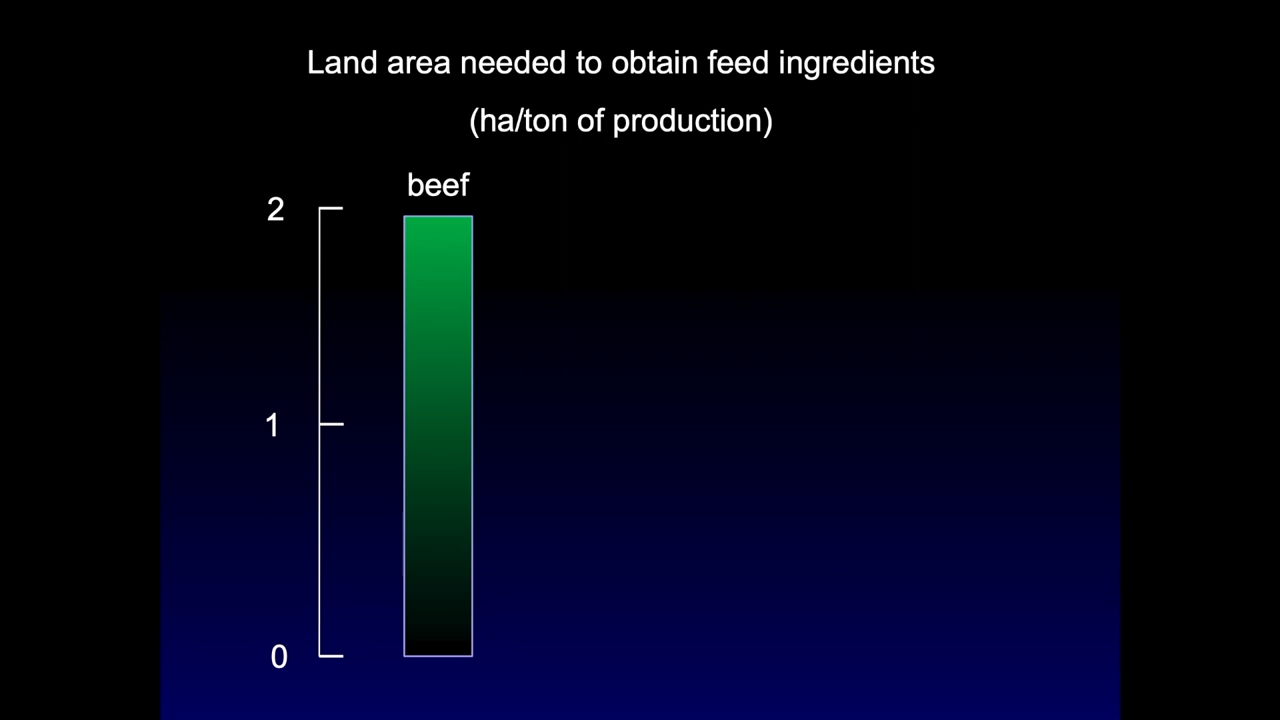 Land area needed to obtain feed ingredients
(ha/ton of production)
beef
2
1
0